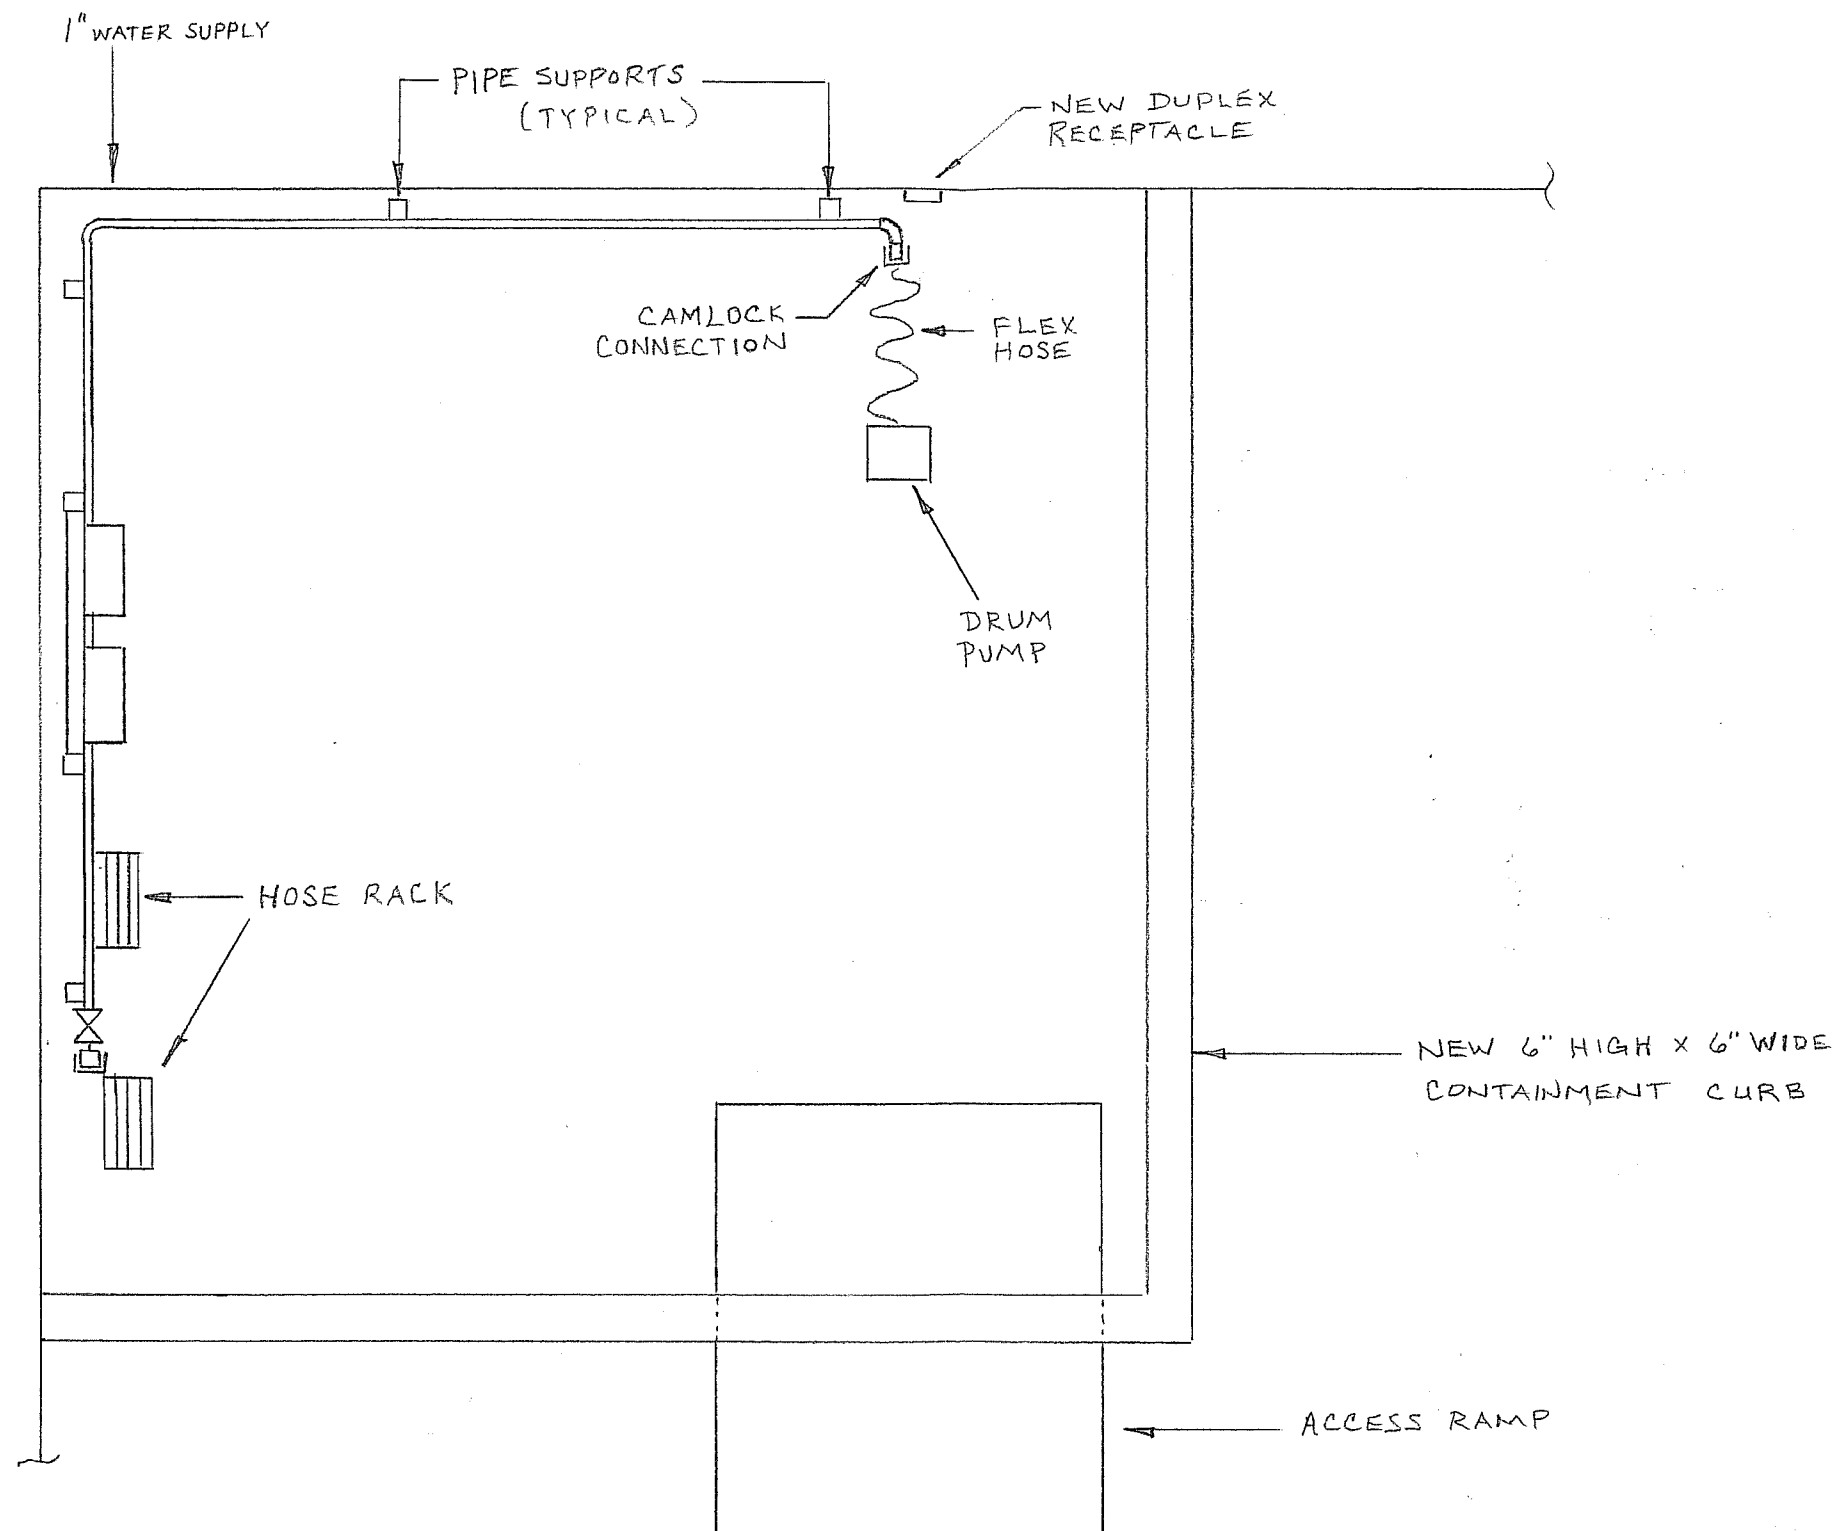 1" WATER SUPPLY
PIPE SUPPORTS
(TYPICAL)
NEW DUPLEX
RECEPTACLE
CAMLOCK
CONNECTION
FLEX
HOSE
DRUM
PUMP
HOSE RACK
NEW 6" HIGH X 6" WIDE
CONTAINMENT CURB
ACCESS RAMP